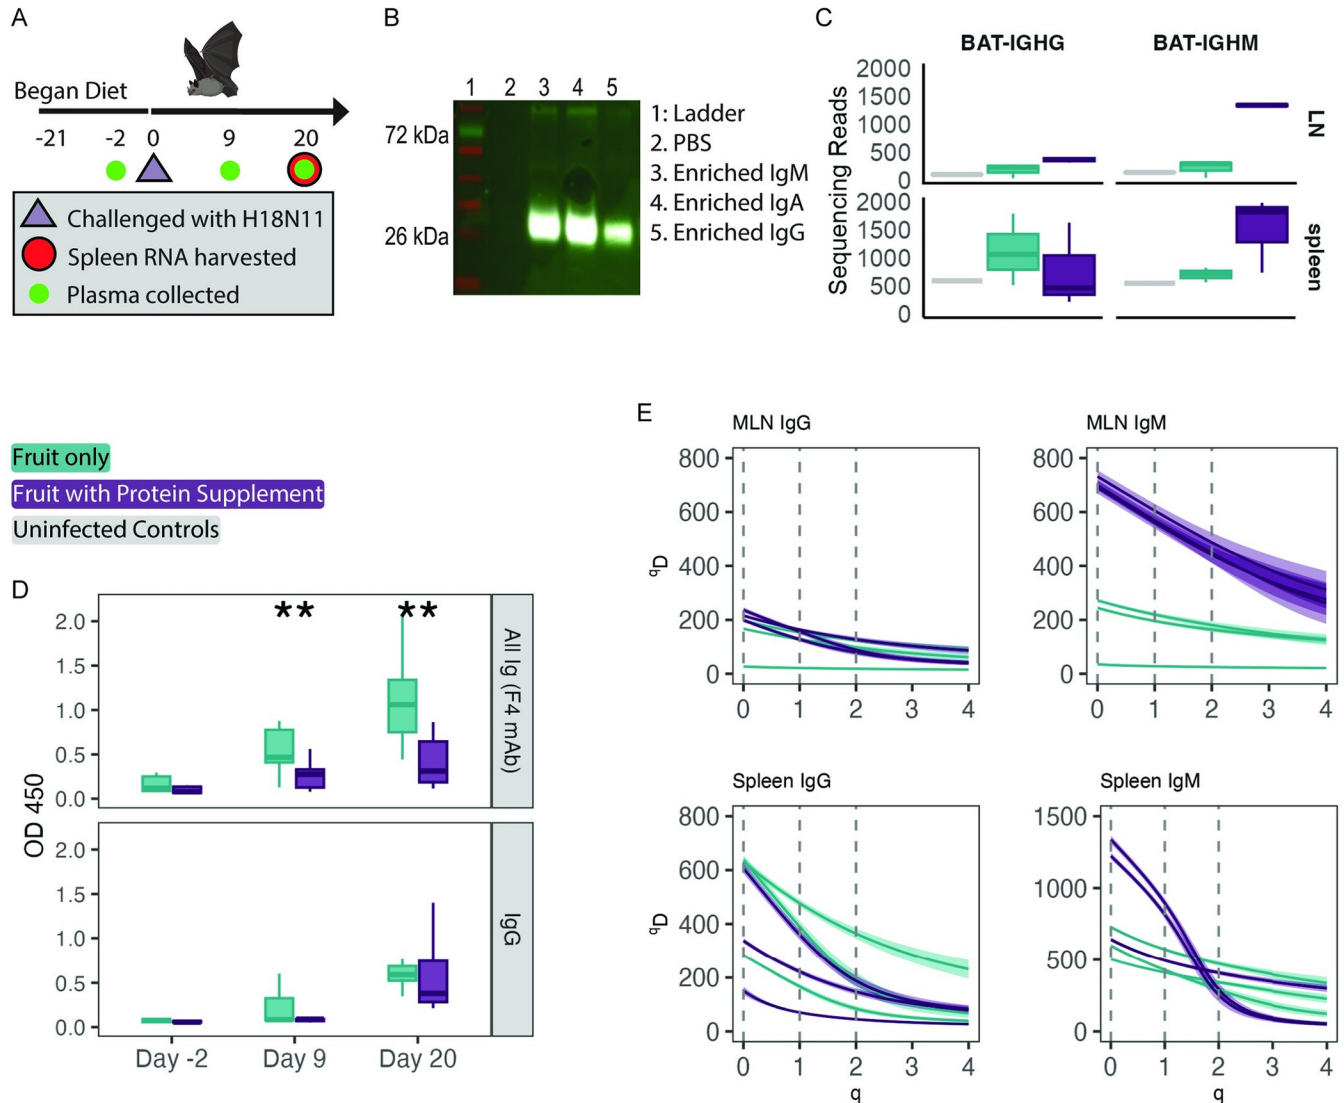 A
Began Diet
-21 -2 0 9 20
Challenged with H18N11
Spleen RNA harvested
Plasma collected
B
1 2 3 4 5
72 kDa
26 kDa
1: Ladder
2. PBS
3. Enriched IgM
4. Enriched IgA
5. Enriched IgG
C
BAT-IGHG BAT-IGHM
Sequencing Reads
2000
1500
1000
500
0
LN
2000
1500
1000
500
0
spleen
Fruit only
Fruit with Protein Supplement
Uninfected Controls
D
OD 450
2.0
1.5
1.0
0.5
0.0
** **
All Ig (F4 mAb)
2.0
1.5
1.0
0.5
0.0
IgG
Day -2 Day 9 Day 20
E
MLN IgG
qD
800
600
400
200
0
0 1 2 3 4
MLN IgM
800
600
400
200
0
0 1 2 3 4
Spleen IgG
qD
800
600
400
200
0
0 1 2 3 4
q
Spleen IgM
1500
1000
500
0
0 1 2 3 4
q